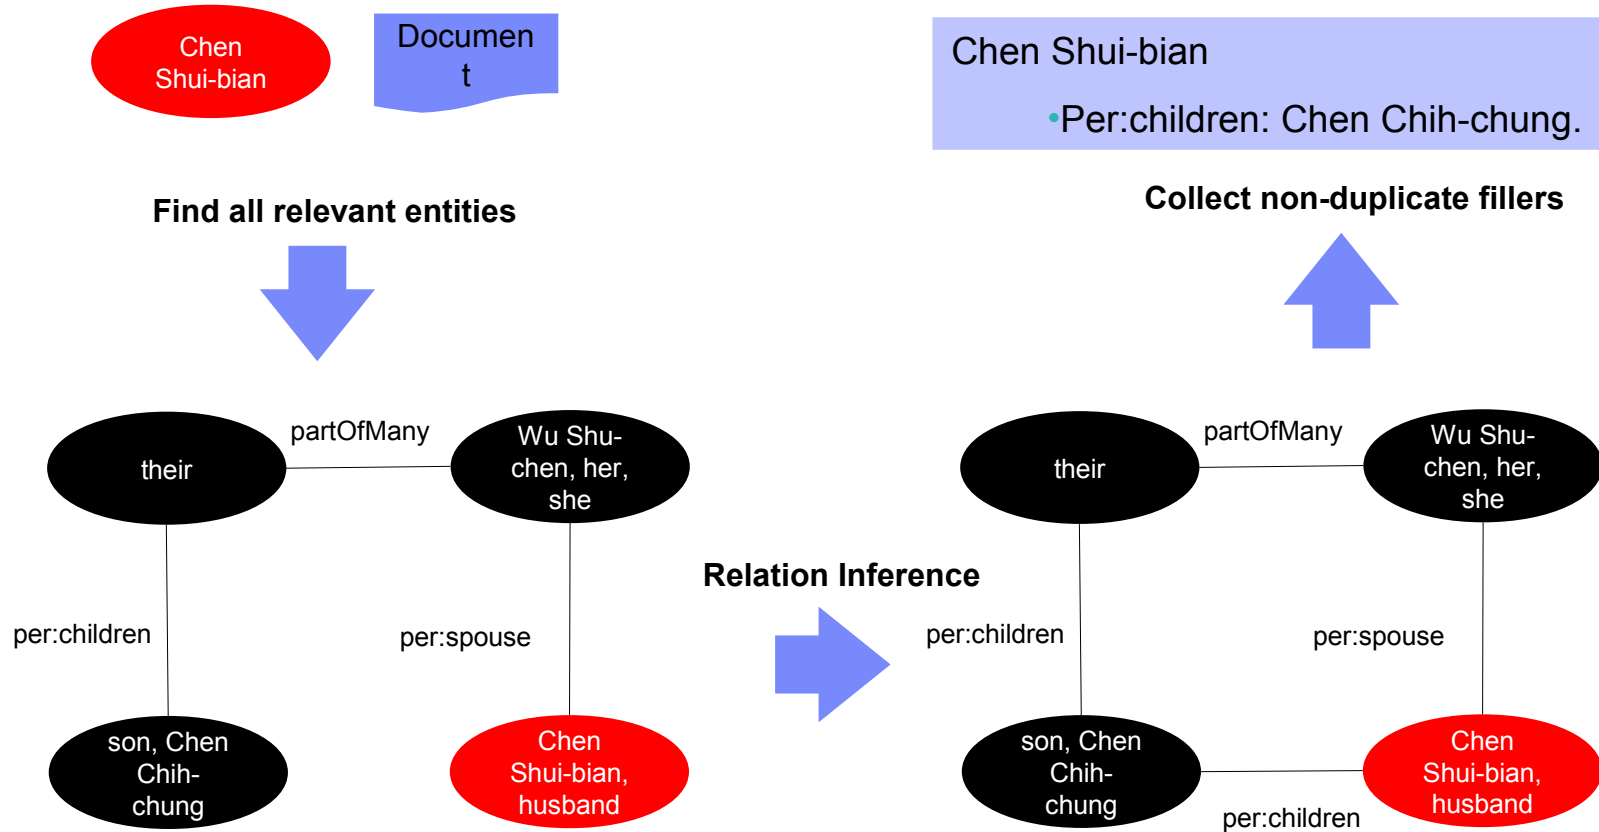 Chen
Shui-bian
Documen
t
Chen Shui-bian
•Per:children: Chen Chih-chung.
Find all relevant entities
Collect non-duplicate fillers
their
partOfMany
Wu Shu-
chen, her,
she
per:children
per:spouse
son, Chen
Chih-
chung
Chen
Shui-bian,
husband
Relation Inference
their
partOfMany
Wu Shu-
chen, her,
she
per:children
per:spouse
son, Chen
Chih-
chung
per:children
Chen
Shui-bian,
husband